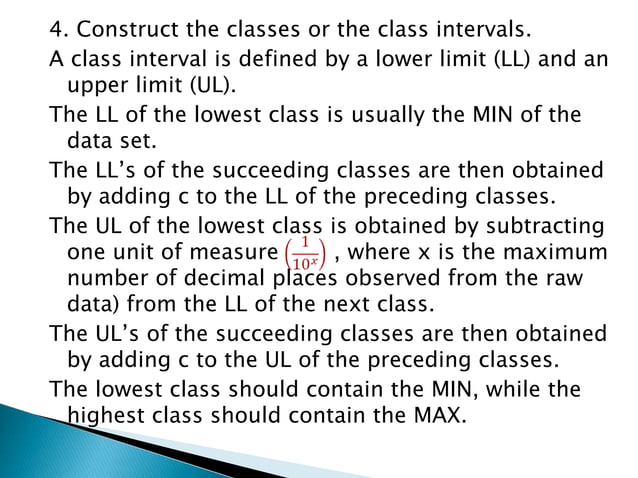 4. Construct the classes or the class intervals.
A class interval is defined by a lower limit (LL) and an
upper limit (UL).
The LL of the lowest class is usually the MIN of the
data set.
The LL’s of the succeeding classes are then obtained
by adding c to the LL of the preceding classes.
The UL of the lowest class is obtained by subtracting
one unit of measure (1/10^x) , where x is the maximum
number of decimal places observed from the raw
data) from the LL of the next class.
The UL’s of the succeeding classes are then obtained
by adding c to the UL of the preceding classes.
The lowest class should contain the MIN, while the
highest class should contain the MAX.